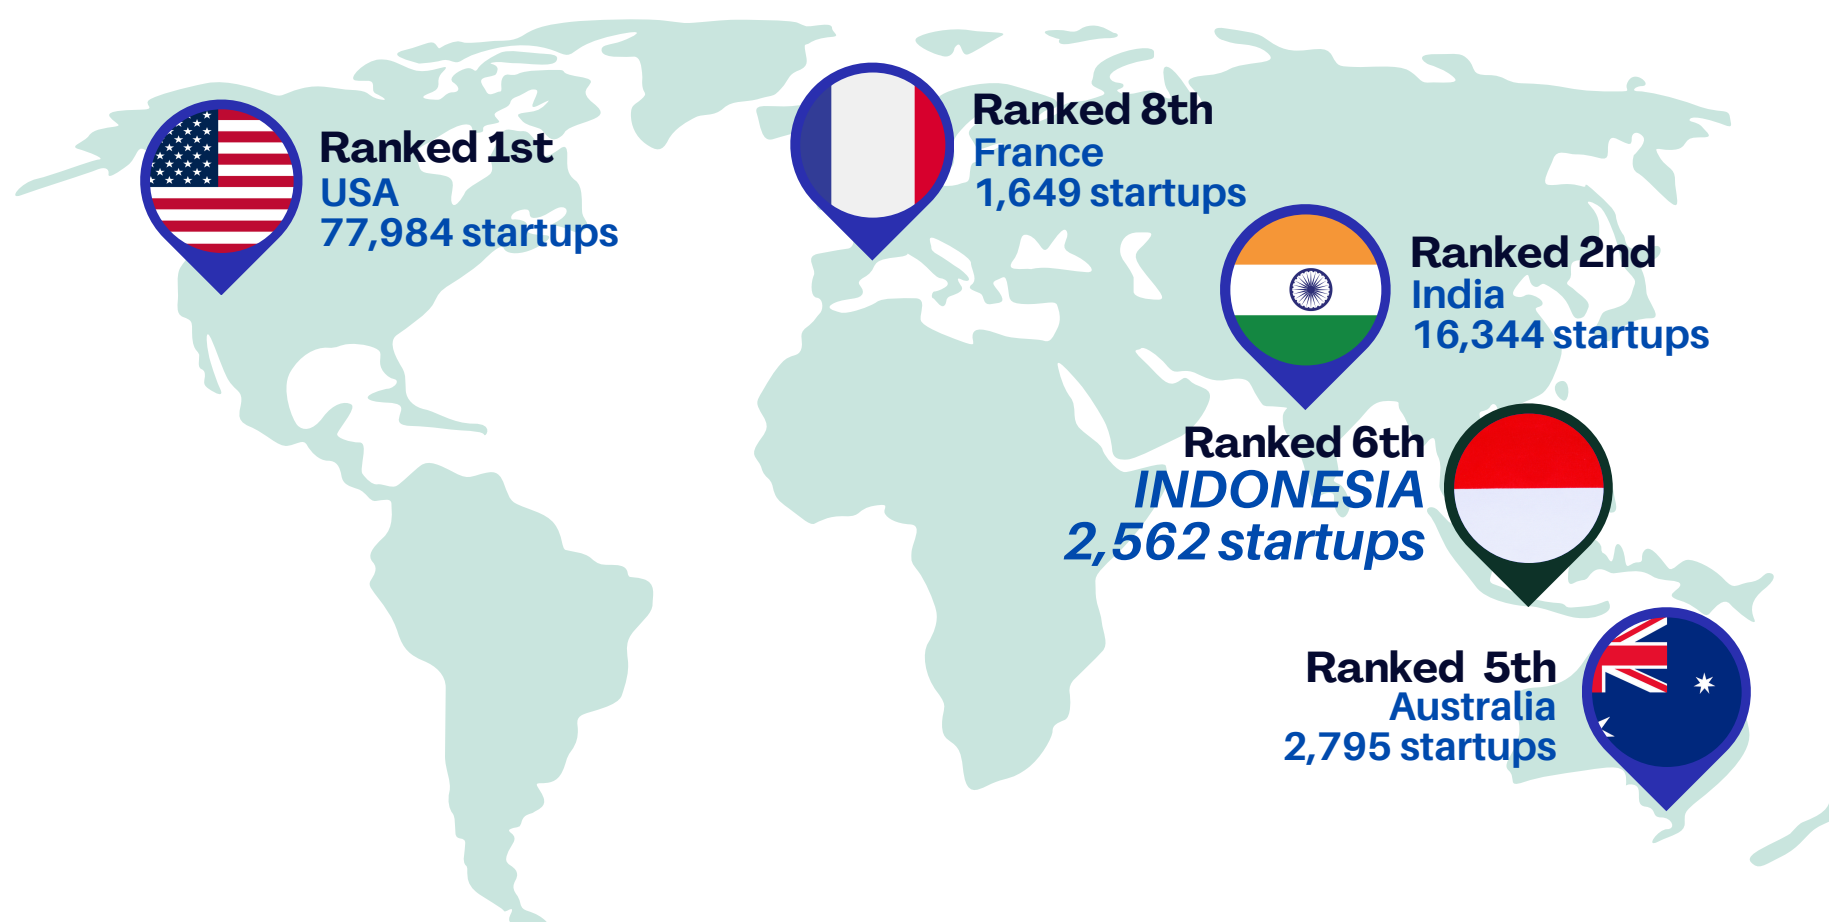 Ranked 1st
USA
77,984 startups
Ranked 8th
France
1,649 startups
Ranked 2nd
India
16,344 startups
Ranked 6th
INDONESIA
2,562 startups
Ranked 5th
Australia
2,795 startups